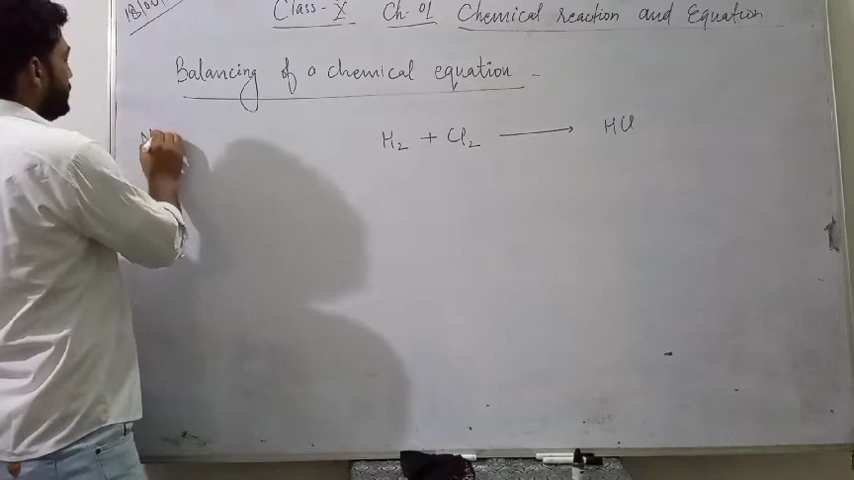 Class- X Ch- 01 Chemical reaction and Equation
Balancing of a chemical equation -
H₂ + Cl₂ ⟶ HCl